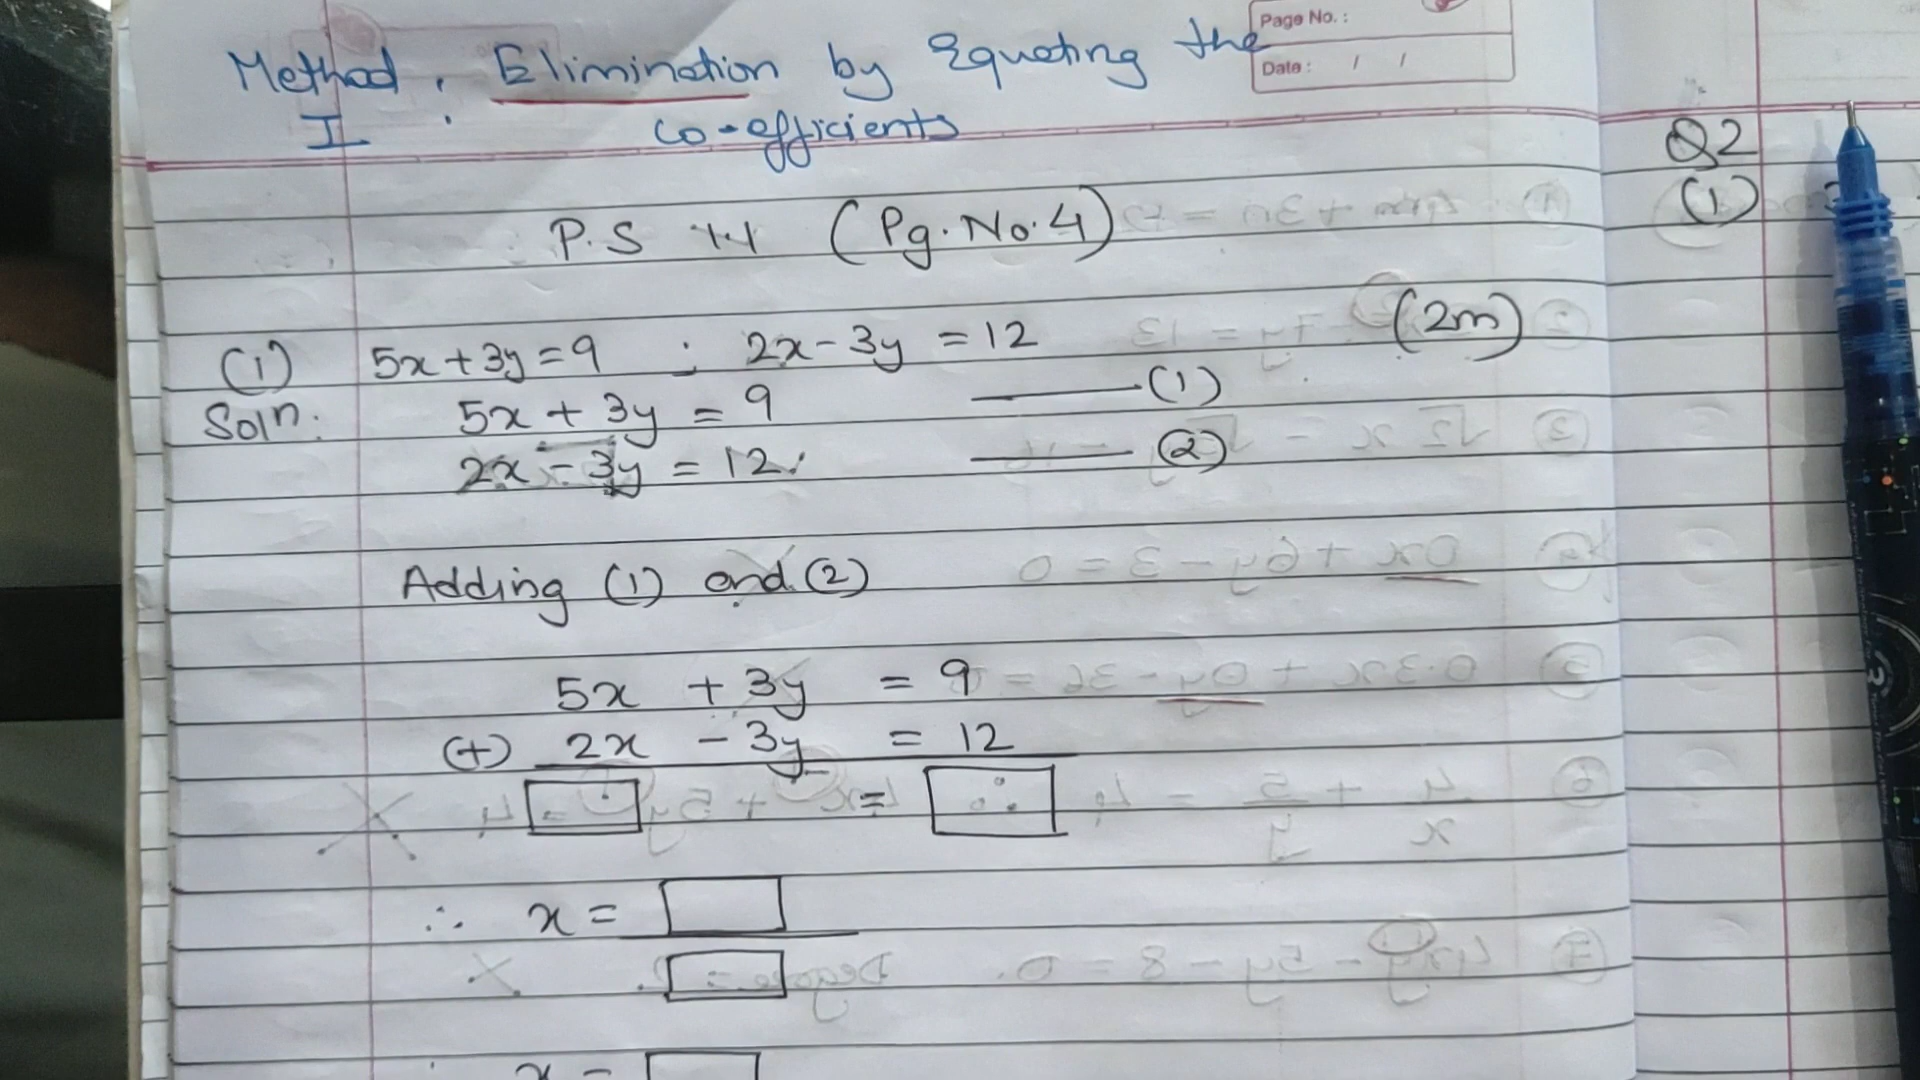 Page No. :
Date : / /
Method : Elimination by Equating the
I co-efficients
P.S 1.1 (Pg. No. 4)
(1) 5x + 3y = 9 ; 2x - 3y = 12 (2m)
Soln. 5x + 3y = 9 —— (1)
2x - 3y = 12 —— (2)
Adding (1) and (2)
5x + 3y = 9
(+) 2x - 3y = 12
=
∴ x =
x =
Q2
(1)